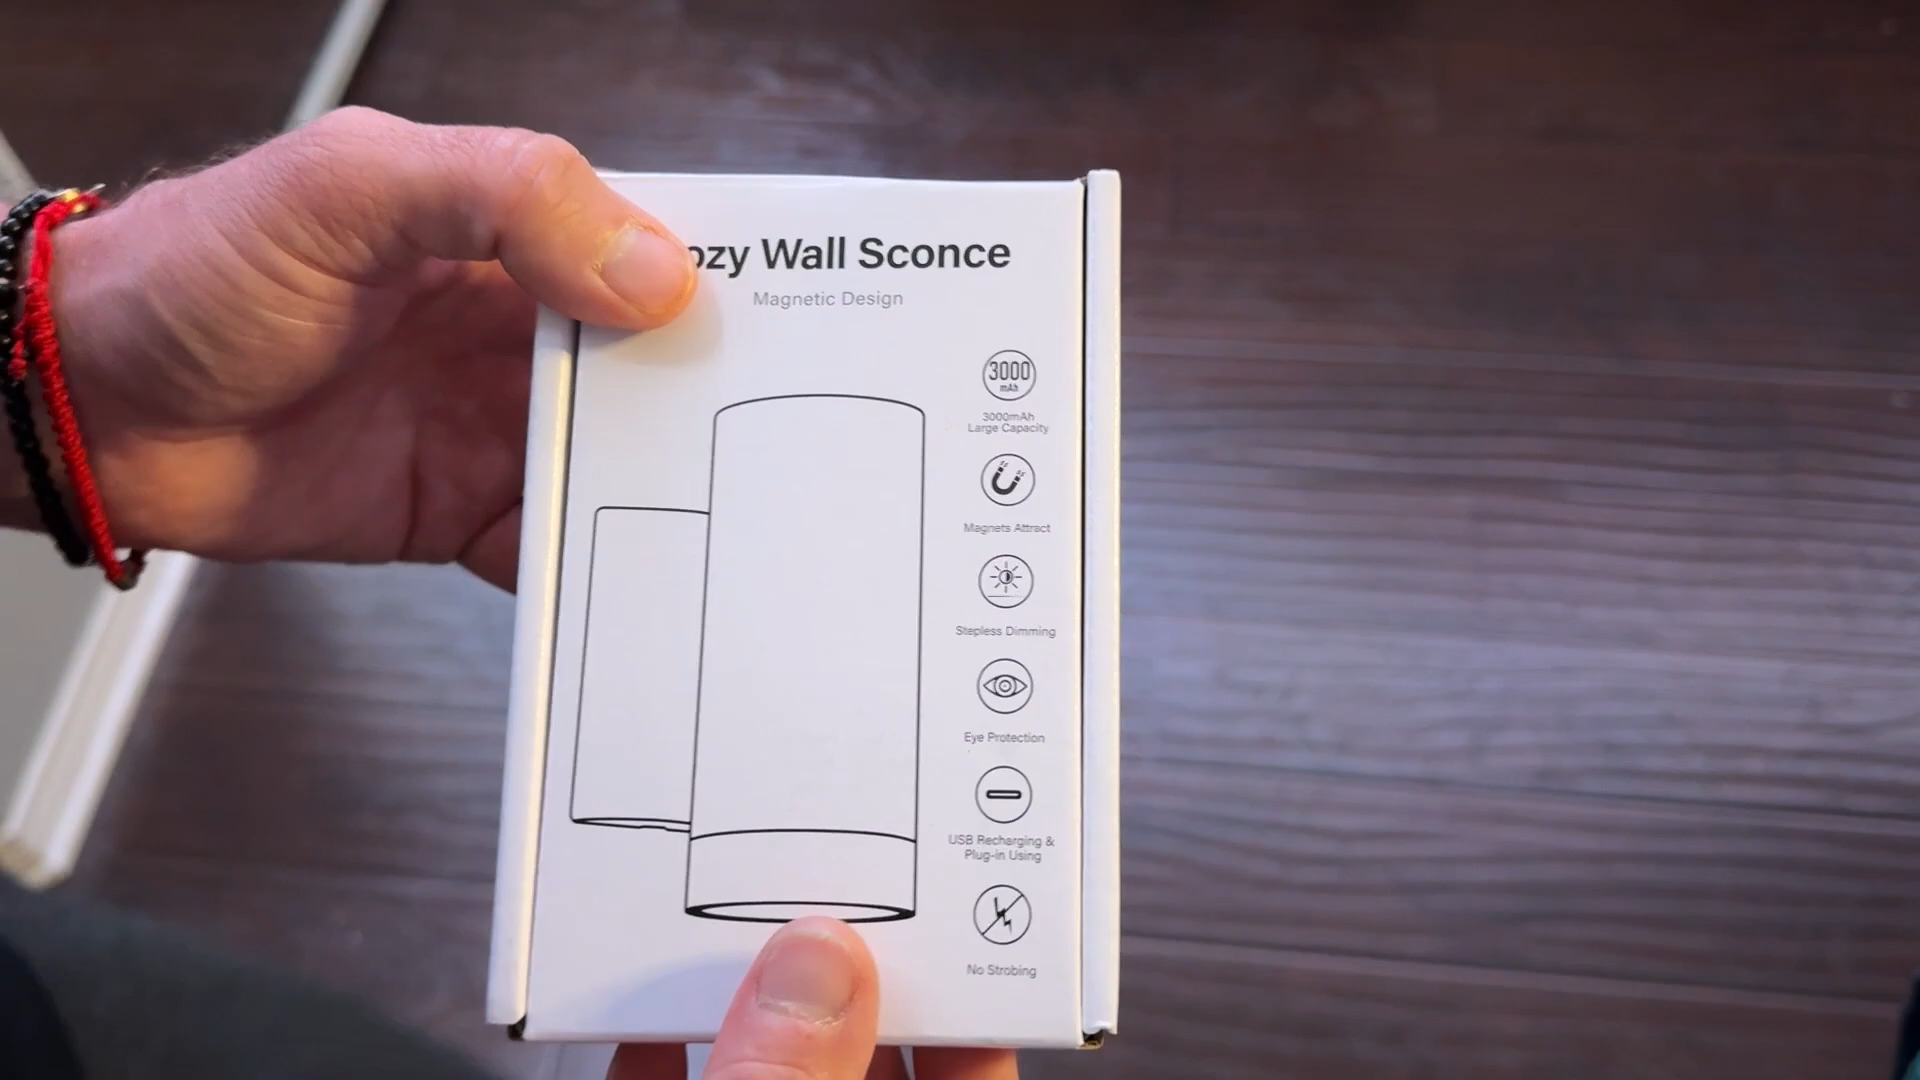 ozy Wall Sconce
Magnetic Design
3000
mAh
3000mAh
Large Capacity
Magnets Attract
Stepless Dimming
Eye Protection
USB Recharging &
Plug-in Using
No Strobing